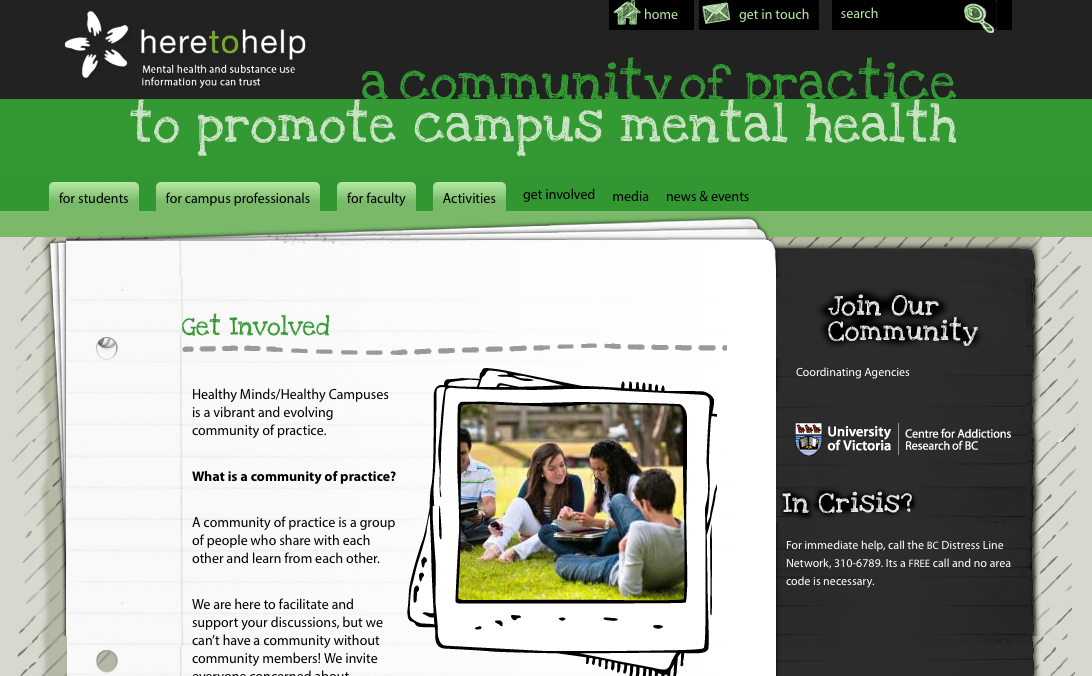 home
get in touch
search
heretohelp
Mental health and substance use
information you can trust
a community of practice
to promote campus mental health
for students
for campus professionals
for faculty
Activities
get involved
media
news & events
Get Involved
Healthy Minds/Healthy Campuses
is a vibrant and evolving
community of practice.
What is a community of practice?
A community of practice is a group
of people who share with each
other and learn from each other.
We are here to facilitate and
support your discussions, but we
can't have a community without
community members! We invite
everyone concerned about
Join Our
Community
Coordinating Agencies
University
of Victoria
Centre for Addictions
Research of BC
In Crisis?
For immediate help, call the BC Distress Line
Network, 310-6789. Its a FREE call and no area
code is necessary.